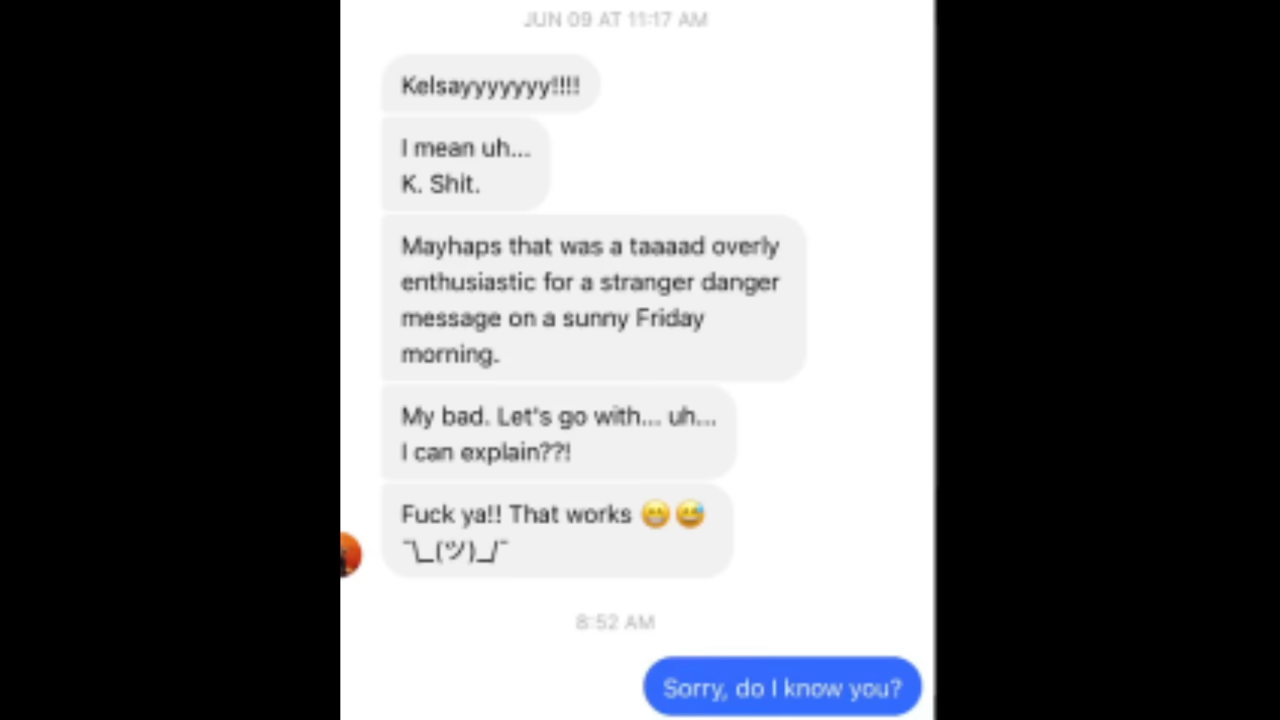 JUN 09 AT 11:17 AM
Kelsayyyyyyy!!!!
I mean uh...
K. Shit.
Mayhaps that was a taaaad overly
enthusiastic for a stranger danger
message on a sunny Friday
morning.
My bad. Let's go with... uh...
I can explain??!
Fuck ya!! That works 😁😅
¯\_(ツ)_/¯
8:52 AM
Sorry, do I know you?